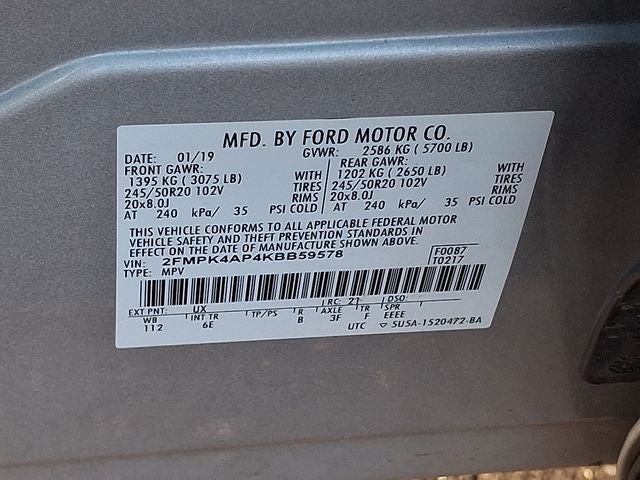 MFD. BY FORD MOTOR CO.
DATE: 01/19 GVWR: 2586 KG ( 5700 LB)
FRONT GAWR: REAR GAWR:
1395 KG ( 3075 LB) WITH 1202 KG ( 2650 LB) WITH
245/50R20 102V TIRES 245/50R20 102V TIRES
20x8.0J RIMS 20x8.0J RIMS
AT 240 kPa/ 35 PSI COLD AT 240 kPa/ 35 PSI COLD
THIS VEHICLE CONFORMS TO ALL APPLICABLE FEDERAL MOTOR
VEHICLE SAFETY AND THEFT PREVENTION STANDARDS IN
EFFECT ON THE DATE OF MANUFACTURE SHOWN ABOVE.
VIN: 2FMPK4AP4KBB59578 F0087
TYPE: MPV T0217
EXT PNT: UX RC: 21 DSO:
WB INT TR TP/PS R AXLE TR SPR
112 6E B 3F F EEEE
UTC 5U5A-1520472-BA